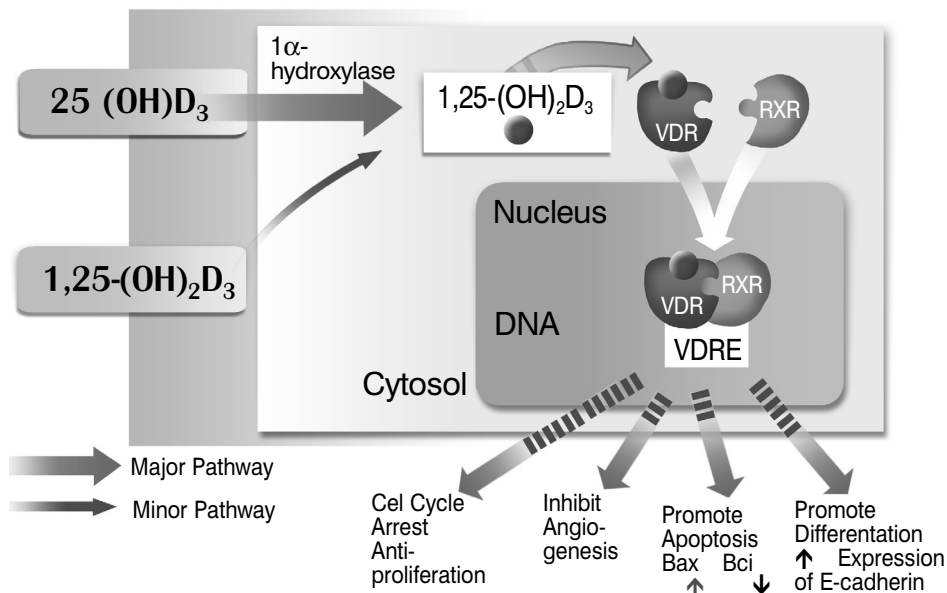 1α-
hydroxylase
25 (OH)D₃
1,25-(OH)₂D₃
VDR
RXR
Nucleus
1,25-(OH)₂D₃
VDR
RXR
DNA
VDRE
Cytosol
Major Pathway
Minor Pathway
Cel Cycle
Arrest
Anti-
proliferation
Inhibit
Angio-
genesis
Promote
Apoptosis
Bax Bci
↑ ↓
Promote
Differentation
↑ Expression
of E-cadherin